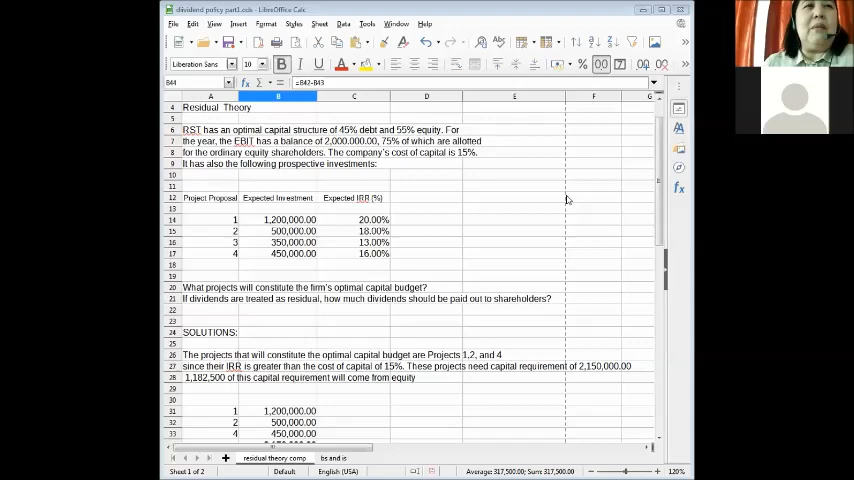 dividend policy part1.ods - LibreOffice Calc
File Edit View Insert Format Styles Sheet Data Tools Window Help
Liberation Sans 10 B I U A
B44 =B42-B43
A B C D E F G
4 Residual Theory
5
6 RST has an optimal capital structure of 45% debt and 55% equity. For
7 the year, the EBIT has a balance of 2,000.000.00, 75% of which are allotted
8 for the ordinary equity shareholders. The company's cost of capital is 15%.
9 It has also the following prospective investments:
10
11
12 Project Proposal Expected Investment Expected IRR (%)
13
14 1 1,200,000.00 20.00%
15 2 500,000.00 18.00%
16 3 350,000.00 13.00%
17 4 450,000.00 16.00%
18
19
20 What projects will constitute the firm's optimal capital budget?
21 If dividends are treated as residual, how much dividends should be paid out to shareholders?
22
23
24 SOLUTIONS:
25
26 The projects that will constitute the optimal capital budget are Projects 1,2, and 4
27 since their IRR is greater than the cost of capital of 15%. These projects need capital requirement of 2,150,000.00
28 1,182,500 of this capital requirement will come from equity
29
30
31 1 1,200,000.00
32 2 500,000.00
33 4 450,000.00
residual theory comp bs and is
Sheet 1 of 2 Default English (USA) Average: 317,500.00; Sum: 317,500.00 120%